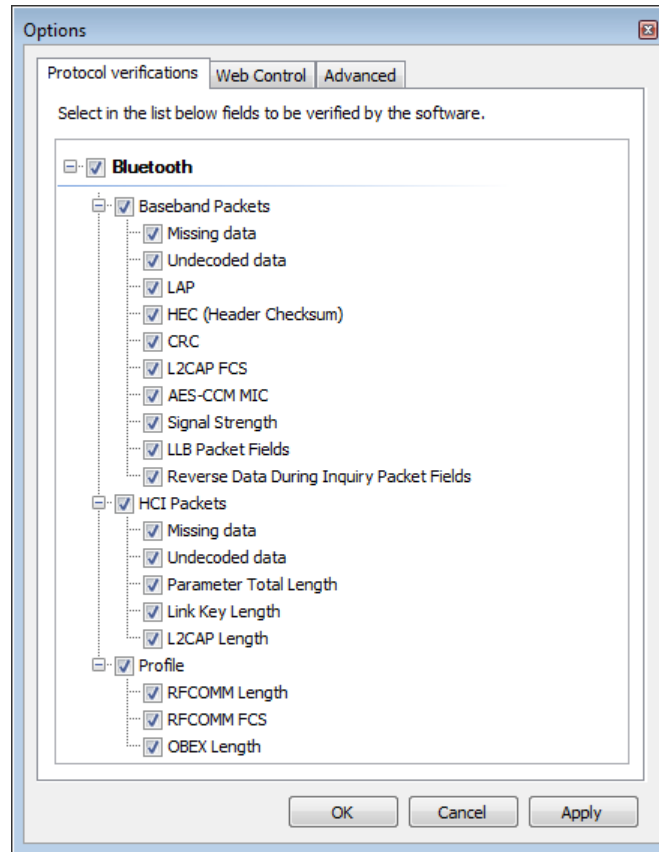 Options
Protocol verifications Web Control Advanced
Select in the list below fields to be verified by the software.
Bluetooth
Baseband Packets
Missing data
Undecoded data
LAP
HEC (Header Checksum)
CRC
L2CAP FCS
AES-CCM MIC
Signal Strength
LLB Packet Fields
Reverse Data During Inquiry Packet Fields
HCI Packets
Missing data
Undecoded data
Parameter Total Length
Link Key Length
L2CAP Length
Profile
RFCOMM Length
RFCOMM FCS
OBEX Length
OK Cancel Apply